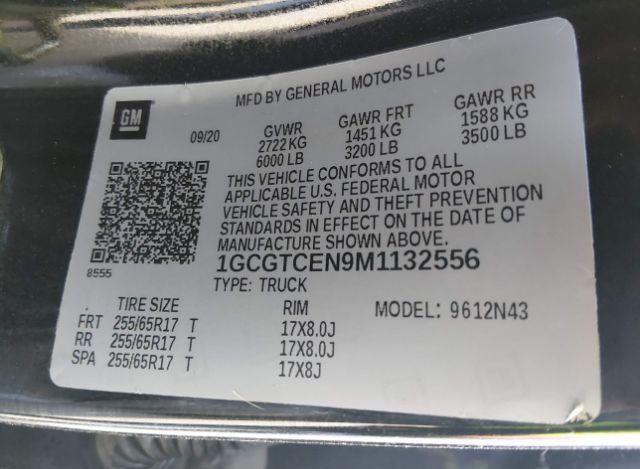 MFD BY GENERAL MOTORS LLC
GM
09/20
GVWR GAWR FRT GAWR RR
2722 KG 1451 KG 1588 KG
6000 LB 3200 LB 3500 LB
THIS VEHICLE CONFORMS TO ALL
APPLICABLE U.S. FEDERAL MOTOR
VEHICLE SAFETY AND THEFT PREVENTION
STANDARDS IN EFFECT ON THE DATE OF
MANUFACTURE SHOWN ABOVE.
8555
1GCGTCEN9M1132556
TYPE: TRUCK
TIRE SIZE RIM MODEL: 9612N43
FRT 255/65R17 T 17X8.0J
RR 255/65R17 T 17X8.0J
SPA 255/65R17 T 17X8J